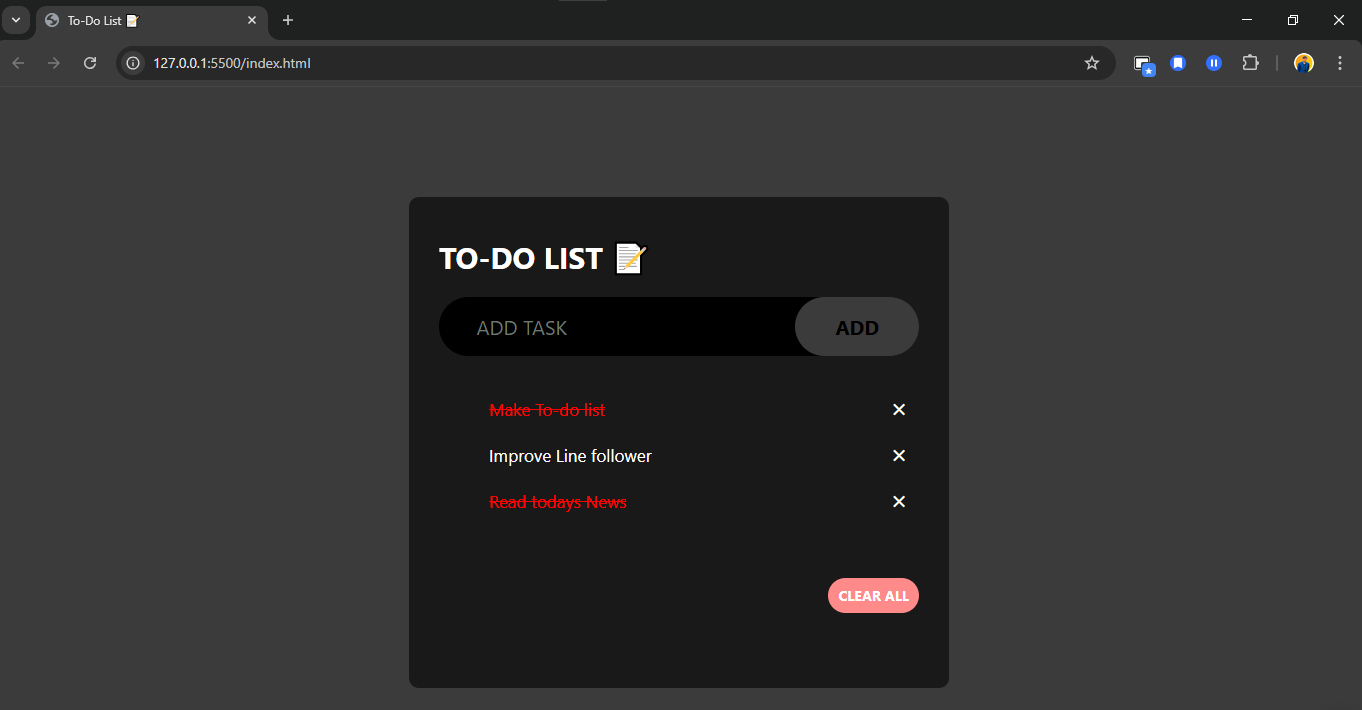 To-Do List 📝
127.0.0.1:5500/index.html
TO-DO LIST 📝
ADD TASK
ADD
Make To-do list ✕
Improve Line follower ✕
Read todays News ✕
CLEAR ALL